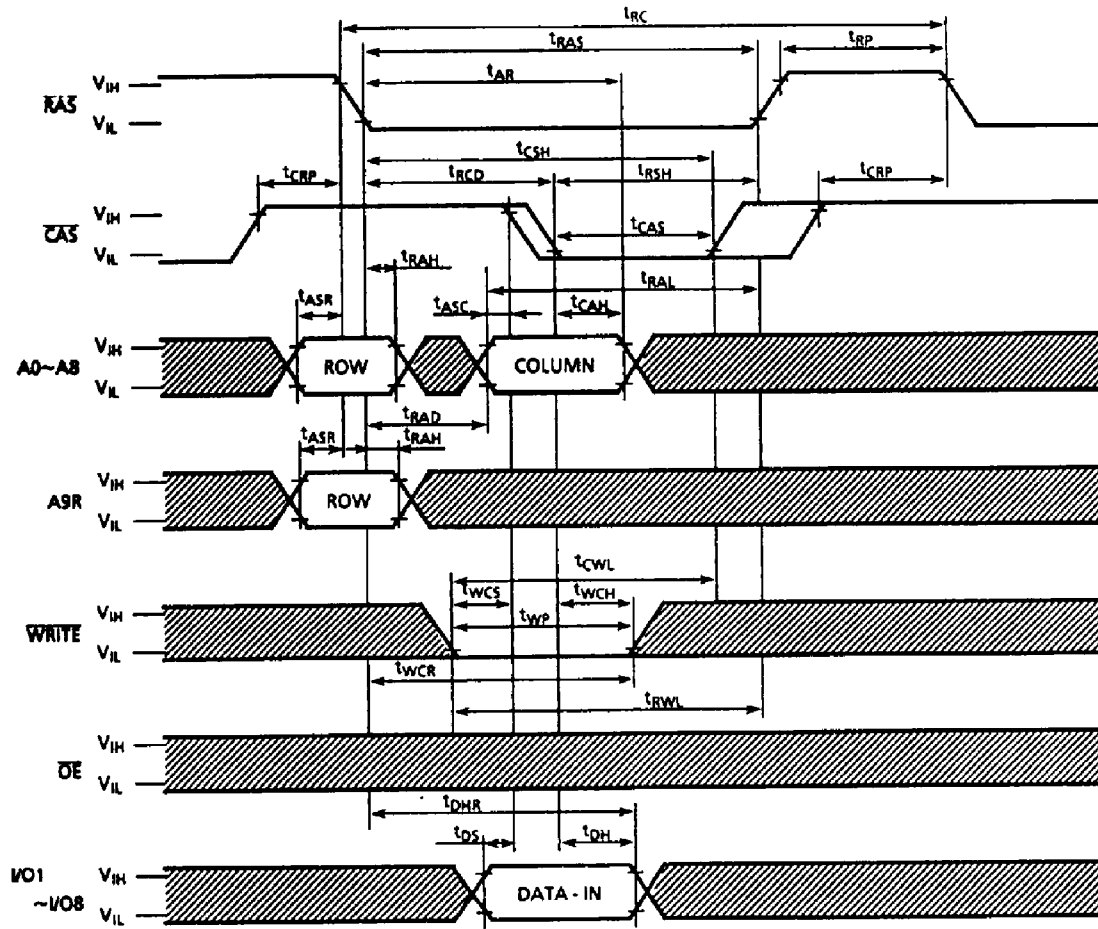 tRC
tRAS
tRP
tAR
VIH
RAS
VIL
tCSH
tCRP
tRCD
tRSH
tCRP
VIH
CAS
tCAS
VIL
tRAH
tRAL
tASR
tASC
tCAH
VIH
A0~A8
ROW
COLUMN
VIL
tRAD
tASR
tRAH
VIH
A9R
ROW
VIL
tCWL
tWCS
tWCH
VIH
tWP
WRITE
VIL
tWCR
tRWL
VIH
OE
VIL
tDHR
tDS
tDH
I/O1
VIH
DATA - IN
~I/O8
VIL